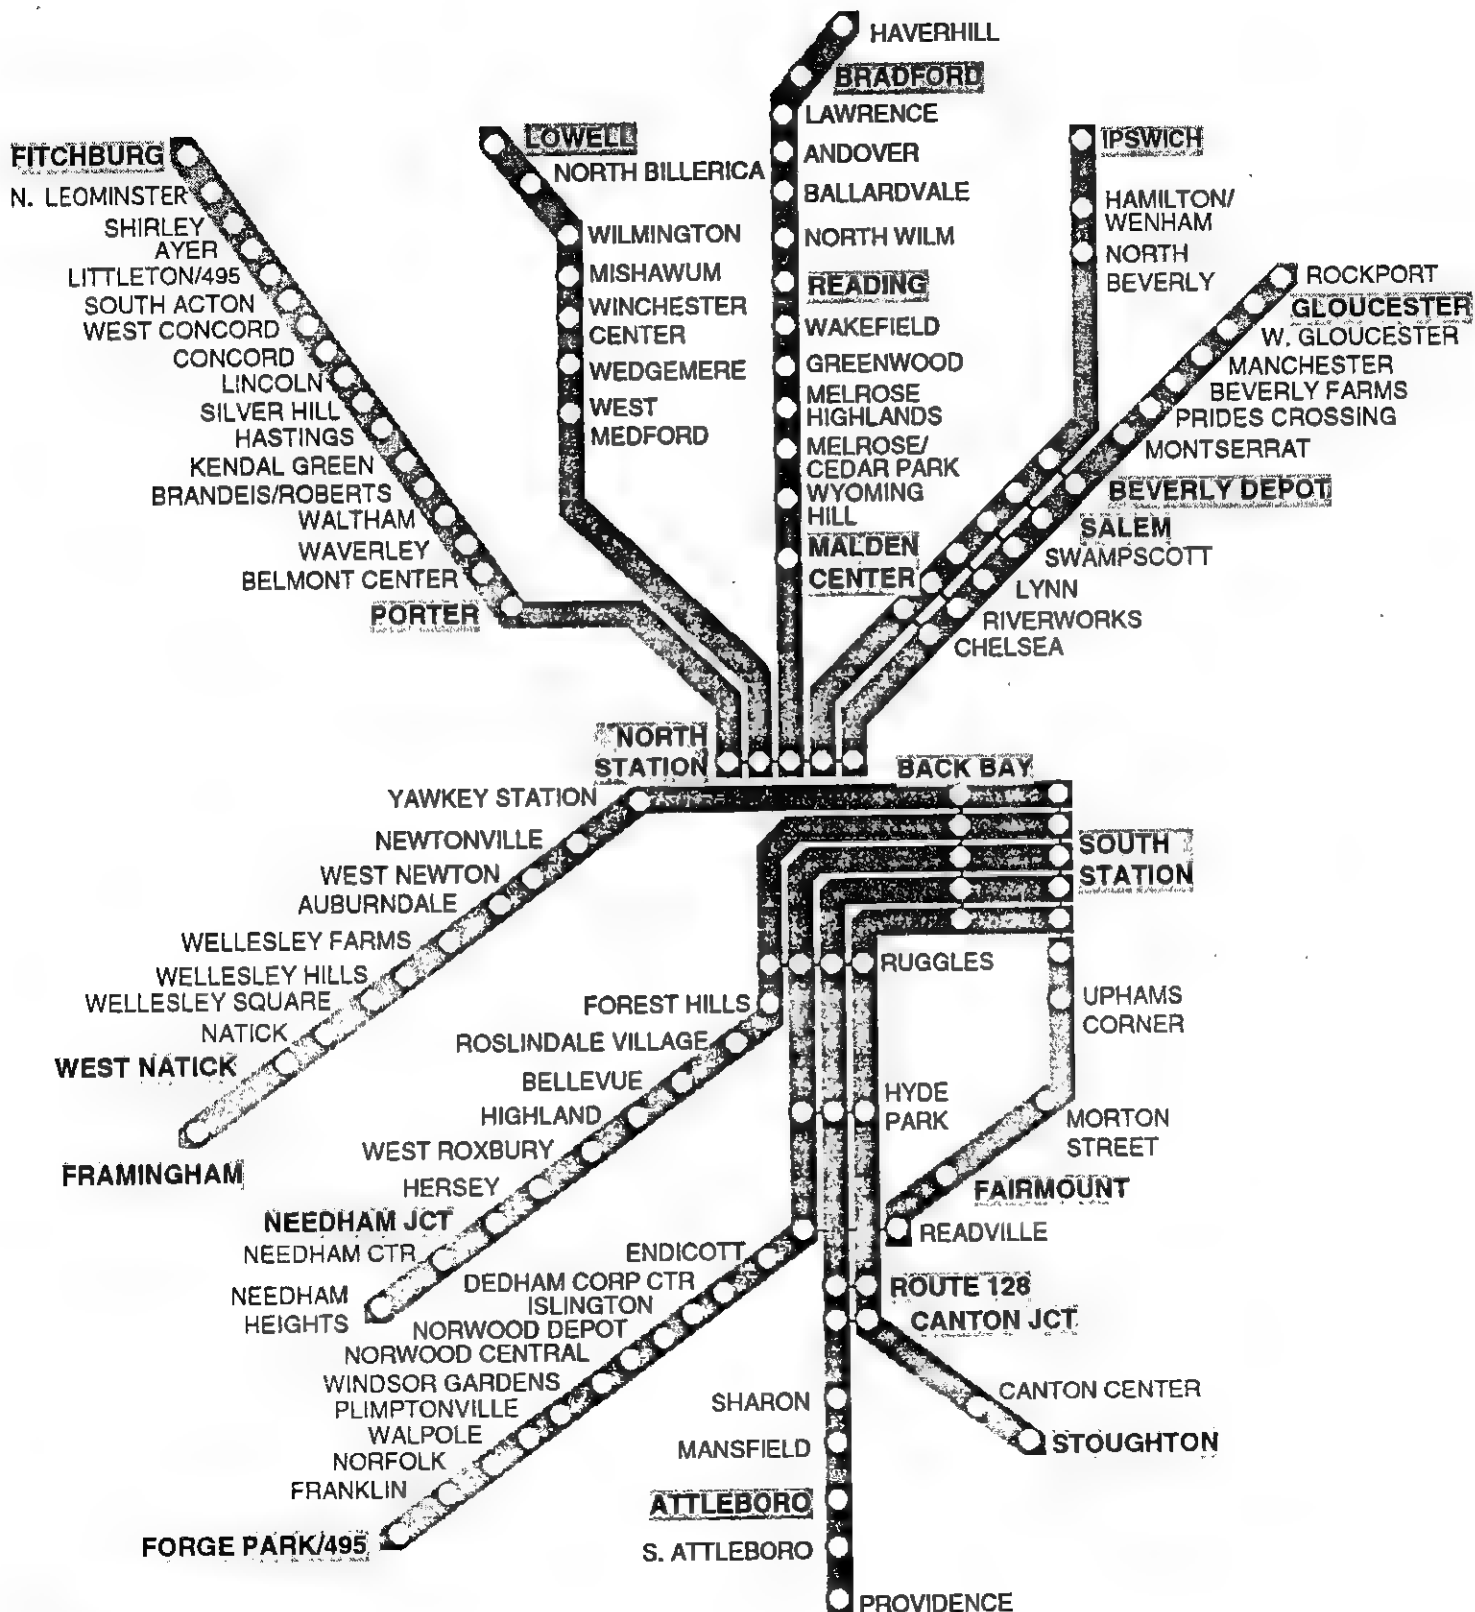 HAVERHILL
BRADFORD
LAWRENCE
ANDOVER
BALLARDVALE
NORTH WILM
READING
WAKEFIELD
GREENWOOD
MELROSE
HIGHLANDS
MELROSE/
CEDAR PARK
WYOMING
HILL
MALDEN
CENTER
FITCHBURG
N. LEOMINSTER
SHIRLEY
AYER
LITTLETON/495
SOUTH ACTON
WEST CONCORD
CONCORD
LINCOLN
SILVER HILL
HASTINGS
KENDAL GREEN
BRANDEIS/ROBERTS
WALTHAM
WAVERLEY
BELMONT CENTER
PORTER
LOWELL
NORTH BILLERICA
WILMINGTON
MISHAWUM
WINCHESTER
CENTER
WEDGEMERE
WEST
MEDFORD
IPSWICH
HAMILTON/
WENHAM
NORTH
BEVERLY
ROCKPORT
GLOUCESTER
W. GLOUCESTER
MANCHESTER
BEVERLY FARMS
PRIDES CROSSING
MONTSERRAT
BEVERLY DEPOT
SALEM
SWAMPSCOTT
LYNN
RIVERWORKS
CHELSEA
NORTH
STATION
BACK BAY
SOUTH
STATION
YAWKEY STATION
NEWTONVILLE
WEST NEWTON
AUBURNDALE
WELLESLEY FARMS
WELLESLEY HILLS
WELLESLEY SQUARE
NATICK
WEST NATICK
FRAMINGHAM
RUGGLES
FOREST HILLS
ROSLINDALE VILLAGE
BELLEVUE
HIGHLAND
WEST ROXBURY
HERSEY
NEEDHAM JCT
NEEDHAM CTR
NEEDHAM
HEIGHTS
UPHAMS
CORNER
HYDE
PARK
MORTON
STREET
FAIRMOUNT
READVILLE
ENDICOTT
DEDHAM CORP CTR
ISLINGTON
NORWOOD DEPOT
NORWOOD CENTRAL
WINDSOR GARDENS
PLIMPTONVILLE
WALPOLE
NORFOLK
FRANKLIN
FORGE PARK/495
ROUTE 128
CANTON JCT
CANTON CENTER
STOUGHTON
SHARON
MANSFIELD
ATTLEBORO
S. ATTLEBORO
PROVIDENCE